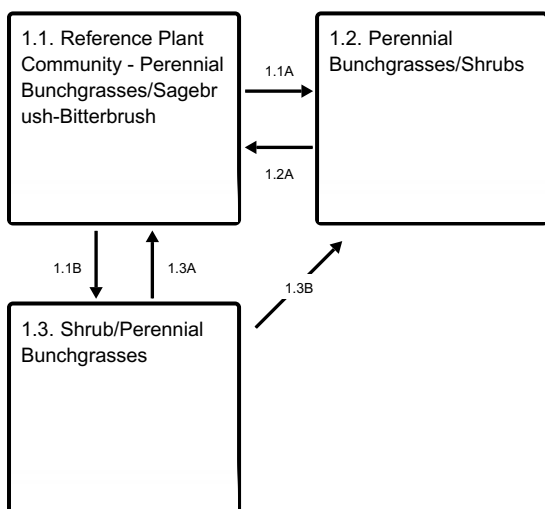 1.1. Reference Plant
Community - Perennial
Bunchgrasses/Sagebr
ush-Bitterbrush
1.1A
1.2. Perennial
Bunchgrasses/Shrubs
1.2A
1.1B
1.3A
1.3B
1.3. Shrub/Perennial
Bunchgrasses